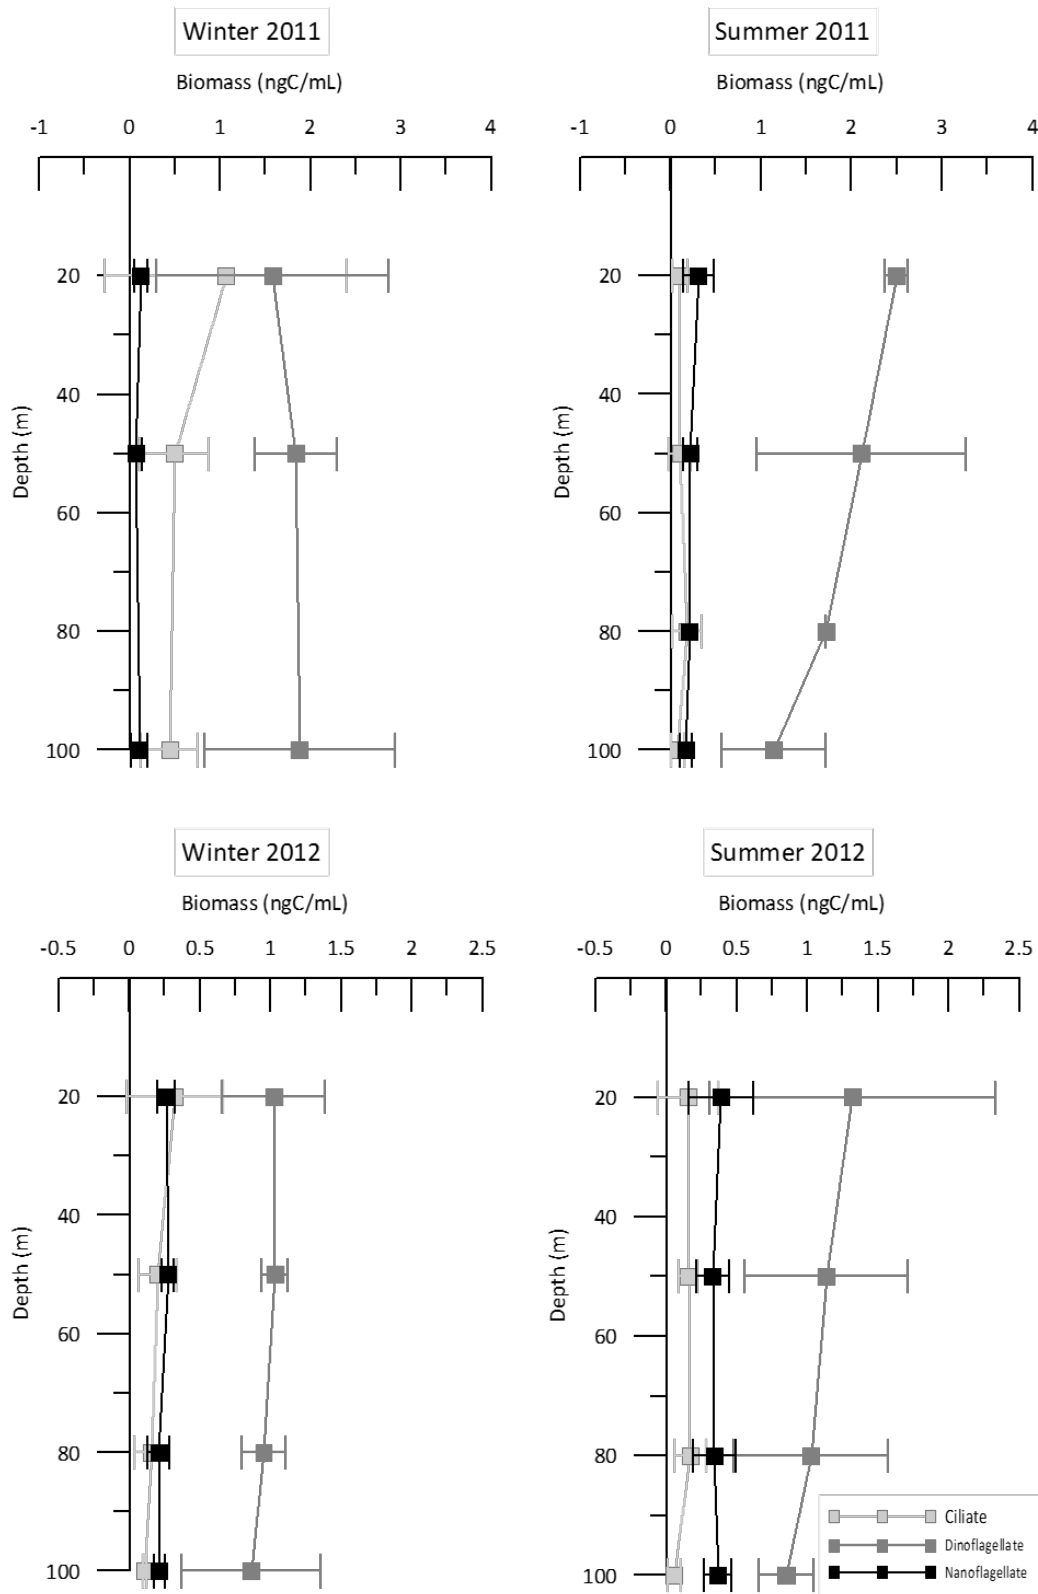 Winter 2011
Biomass (ngC/mL)
-1 0 1 2 3 4
20
40
60
80
100
Depth (m)
Summer 2011
Biomass (ngC/mL)
-1 0 1 2 3 4
20
40
60
80
100
Depth (m)
Winter 2012
Biomass (ngC/mL)
-0.5 0 0.5 1 1.5 2 2.5
20
40
60
80
100
Depth (m)
Summer 2012
Biomass (ngC/mL)
-0.5 0 0.5 1 1.5 2 2.5
20
40
60
80
100
Depth (m)
Ciliate
Dinoflagellate
Nanoflagellate